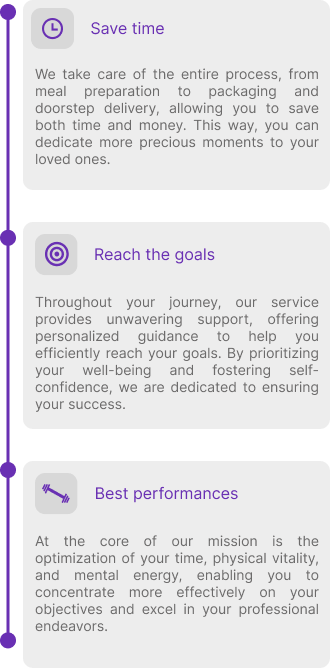 Save time
We take care of the entire process, from
meal preparation to packaging and
doorstep delivery, allowing you to save
both time and money. This way, you can
dedicate more precious moments to your
loved ones.
Reach the goals
Throughout your journey, our service
provides unwavering support, offering
personalized guidance to help you
efficiently reach your goals. By prioritizing
your well-being and fostering self-
confidence, we are dedicated to ensuring
your success.
Best performances
At the core of our mission is the
optimization of your time, physical vitality,
and mental energy, enabling you to
concentrate more effectively on your
objectives and excel in your professional
endeavors.